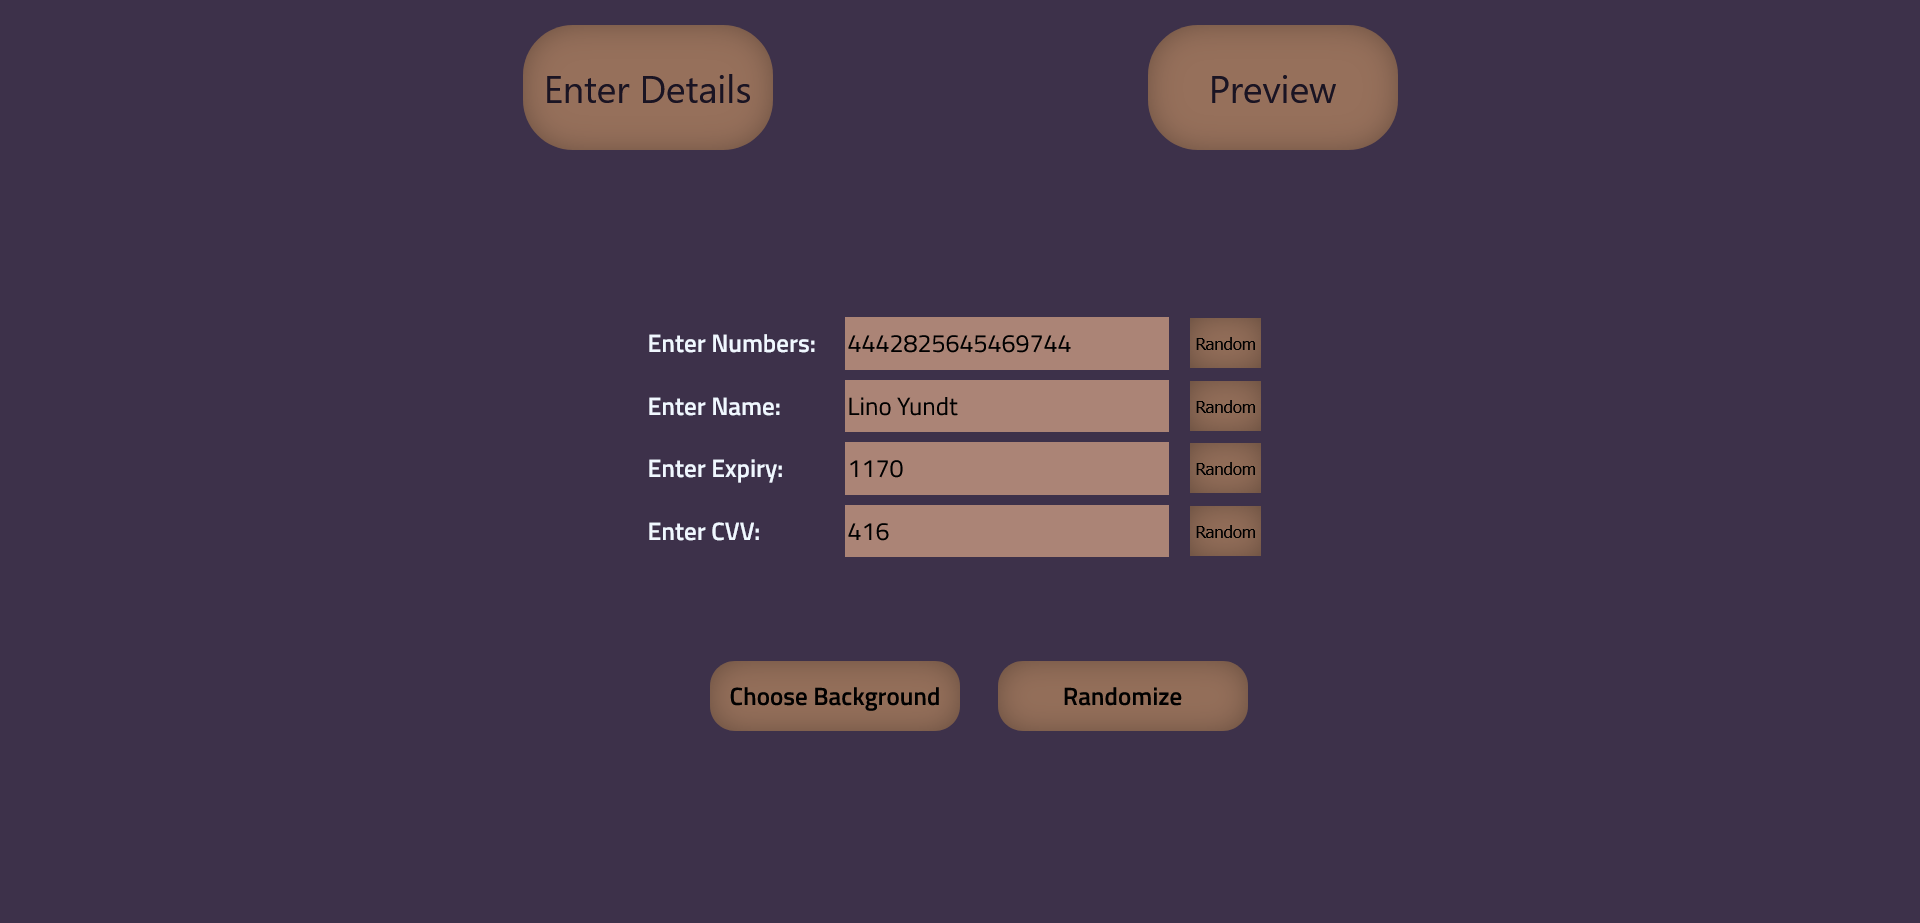 Enter Details
Preview
Enter Numbers: 4442825645469744 Random
Enter Name: Lino Yundt Random
Enter Expiry: 1170 Random
Enter CVV: 416 Random
Choose Background
Randomize